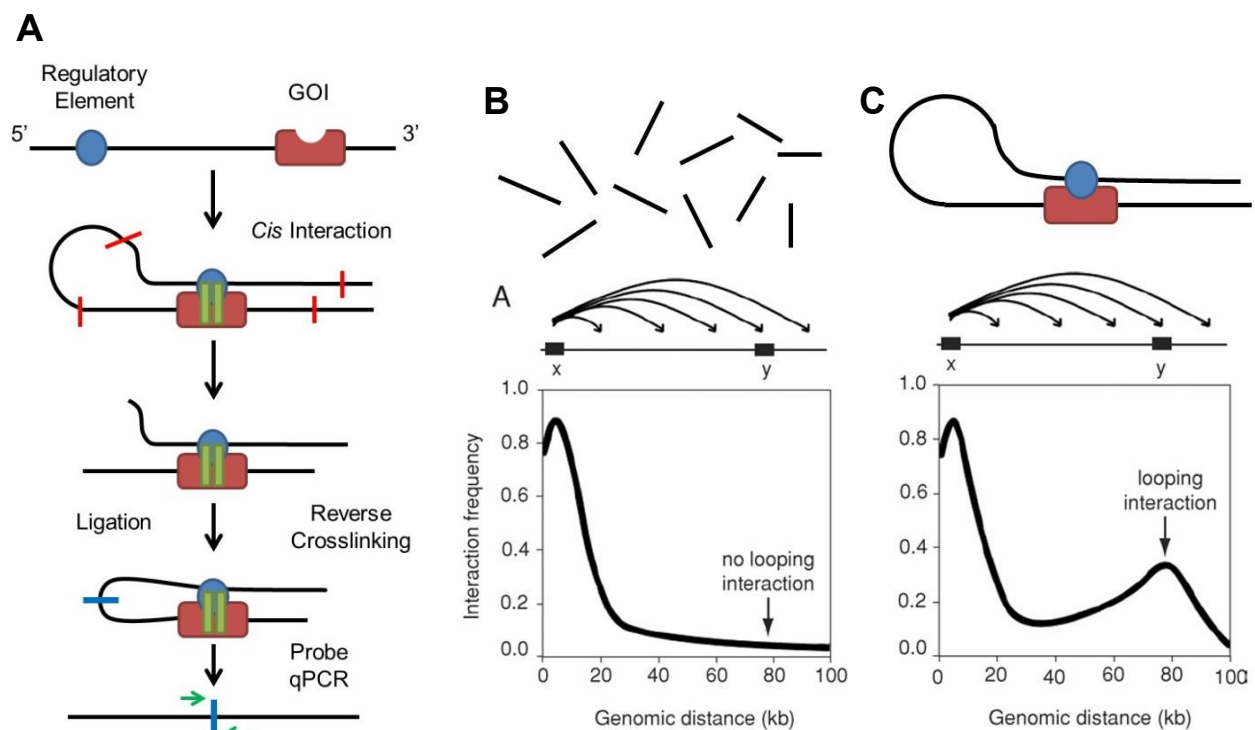 A
Regulatory
Element
GOI
5’
3’
Cis Interaction
Ligation
Reverse
Crosslinking
Probe
qPCR
B
A
x
y
1.0
0.8
0.6
0.4
0.2
0.0
Interaction frequency
no looping
interaction
0 20 40 60 80 100
Genomic distance (kb)
C
x
y
1.0
0.8
0.6
0.4
0.2
0.0
looping
interaction
0 20 40 60 80 100
Genomic distance (kb)